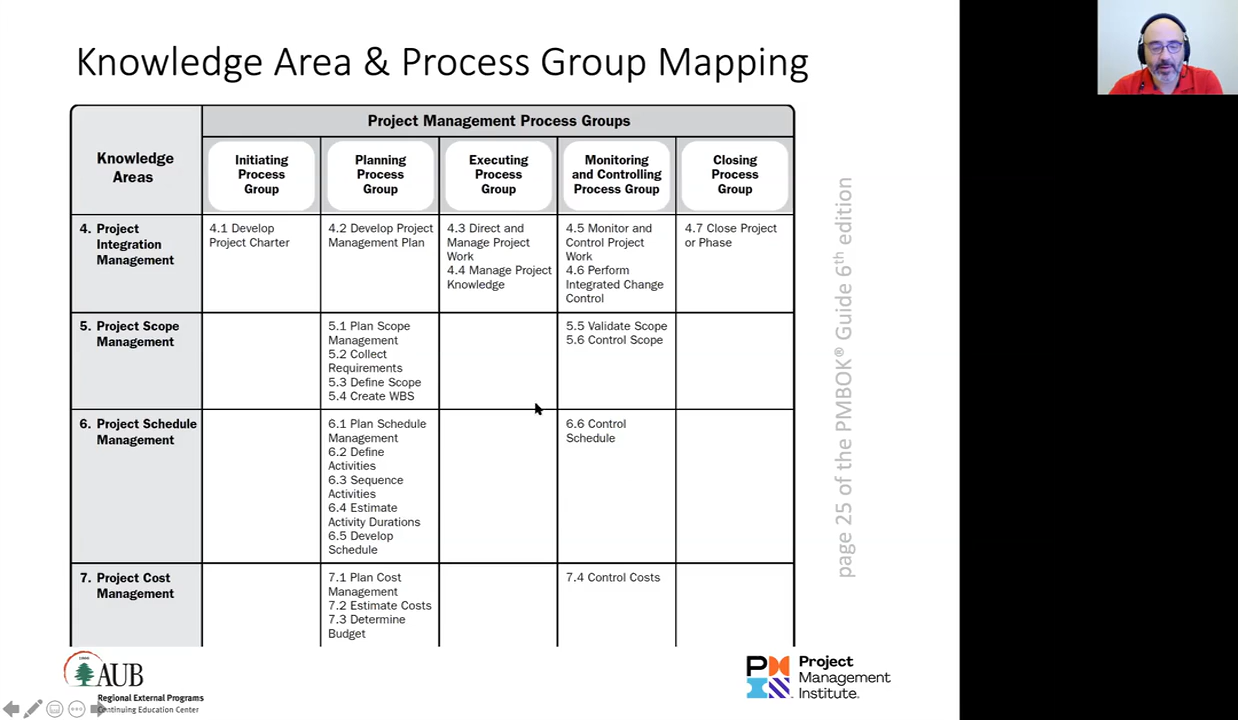 Knowledge Area & Process Group Mapping
Knowledge
Areas
Project Management Process Groups
Initiating
Process
Group
Planning
Process
Group
Executing
Process
Group
Monitoring
and Controlling
Process Group
Closing
Process
Group
4. Project
Integration
Management
4.1 Develop
Project Charter
4.2 Develop Project
Management Plan
4.3 Direct and
Manage Project
Work
4.4 Manage Project
Knowledge
4.5 Monitor and
Control Project
Work
4.6 Perform
Integrated Change
Control
4.7 Close Project
or Phase
5. Project Scope
Management
5.1 Plan Scope
Management
5.2 Collect
Requirements
5.3 Define Scope
5.4 Create WBS
5.5 Validate Scope
5.6 Control Scope
6. Project Schedule
Management
6.1 Plan Schedule
Management
6.2 Define
Activities
6.3 Sequence
Activities
6.4 Estimate
Activity Durations
6.5 Develop
Schedule
6.6 Control
Schedule
7. Project Cost
Management
7.1 Plan Cost
Management
7.2 Estimate Costs
7.3 Determine
Budget
7.4 Control Costs
page 25 of the PMBOK® Guide 6th edition
AUB
Regional External Programs
Continuing Education Center
Project
Management
Institute.